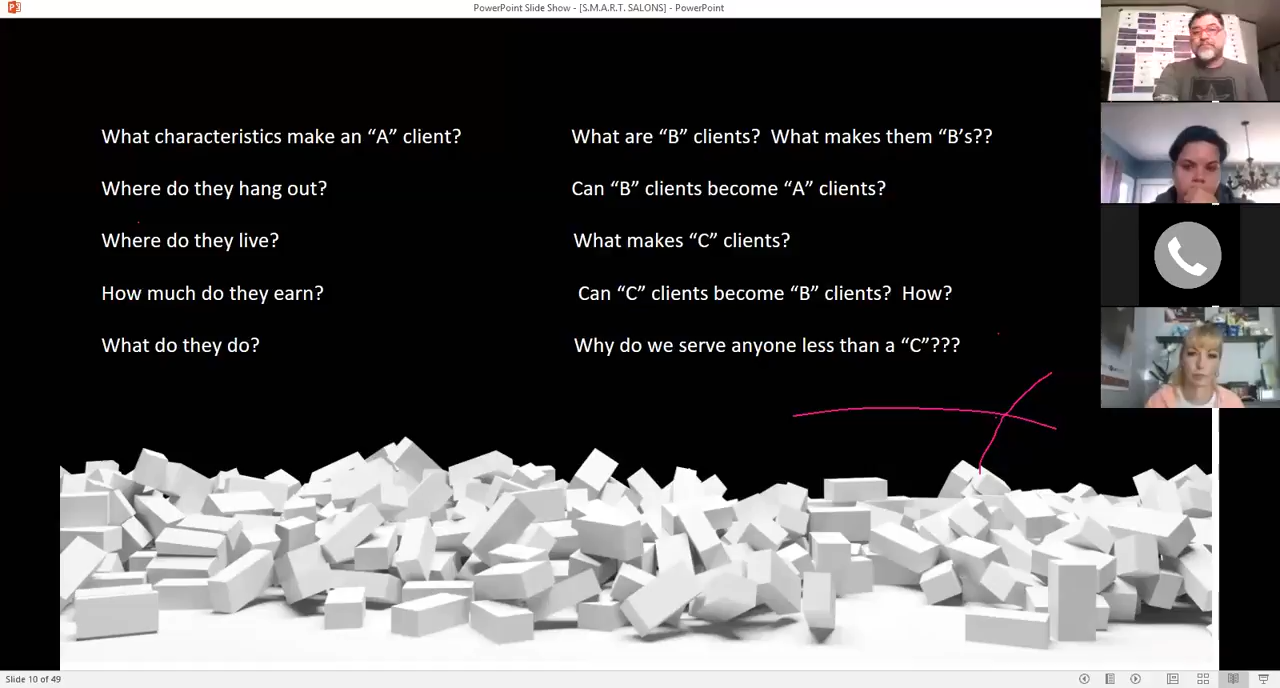 PowerPoint Slide Show - [S.M.A.R.T. SALONS] - PowerPoint
What characteristics make an “A” client?
Where do they hang out?
Where do they live?
How much do they earn?
What do they do?
What are “B” clients?  What makes them “B’s??
Can “B” clients become “A” clients?
What makes “C” clients?
Can “C” clients become “B” clients?  How?
Why do we serve anyone less than a “C”???
Slide 10 of 49